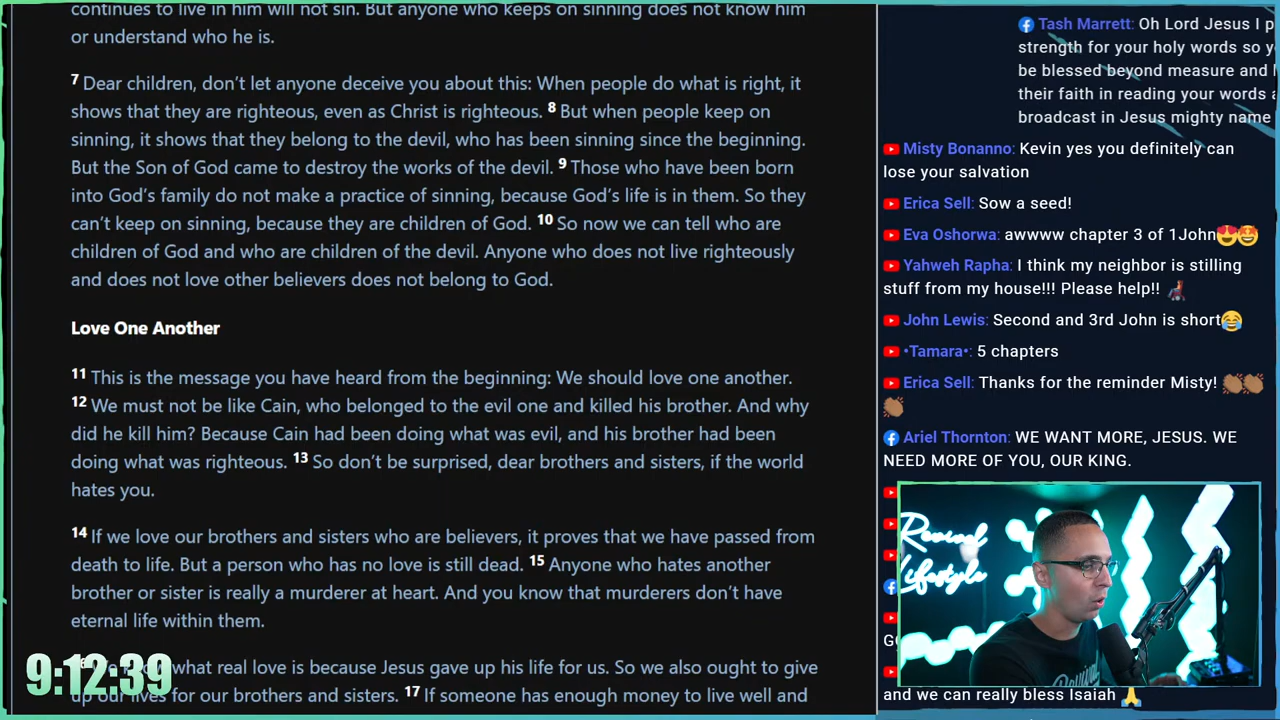 continues to live in him will not sin. But anyone who keeps on sinning does not know him
or understand who he is.
7 Dear children, don’t let anyone deceive you about this: When people do what is right, it
shows that they are righteous, even as Christ is righteous. 8 But when people keep on
sinning, it shows that they belong to the devil, who has been sinning since the beginning.
But the Son of God came to destroy the works of the devil. 9 Those who have been born
into God’s family do not make a practice of sinning, because God’s life is in them. So they
can’t keep on sinning, because they are children of God. 10 So now we can tell who are
children of God and who are children of the devil. Anyone who does not live righteously
and does not love other believers does not belong to God.
Love One Another
11 This is the message you have heard from the beginning: We should love one another.
12 We must not be like Cain, who belonged to the evil one and killed his brother. And why
did he kill him? Because Cain had been doing what was evil, and his brother had been
doing what was righteous. 13 So don’t be surprised, dear brothers and sisters, if the world
hates you.
14 If we love our brothers and sisters who are believers, it proves that we have passed from
death to life. But a person who has no love is still dead. 15 Anyone who hates another
brother or sister is really a murderer at heart. And you know that murderers don’t have
eternal life within them.
what real love is because Jesus gave up his life for us. So we also ought to give
up our lives for our brothers and sisters. 17 If someone has enough money to live well and
9:12:39
Tash Marrett: Oh Lord Jesus I p
strength for your holy words so y
be blessed beyond measure and
their faith in reading your words a
broadcast in Jesus mighty name
Misty Bonanno: Kevin yes you definitely can
lose your salvation
Erica Sell: Sow a seed!
Eva Oshorwa: awwww chapter 3 of 1John😍🤩
Yahweh Rapha: I think my neighbor is stilling
stuff from my house!!! Please help!!
John Lewis: Second and 3rd John is short😂
•Tamara•: 5 chapters
Erica Sell: Thanks for the reminder Misty! 👏🏽👏🏽
👏🏽
Ariel Thornton: WE WANT MORE, JESUS. WE
NEED MORE OF YOU, OUR KING.
Revival
Lifestyle
and we can really bless Isaiah 🙏